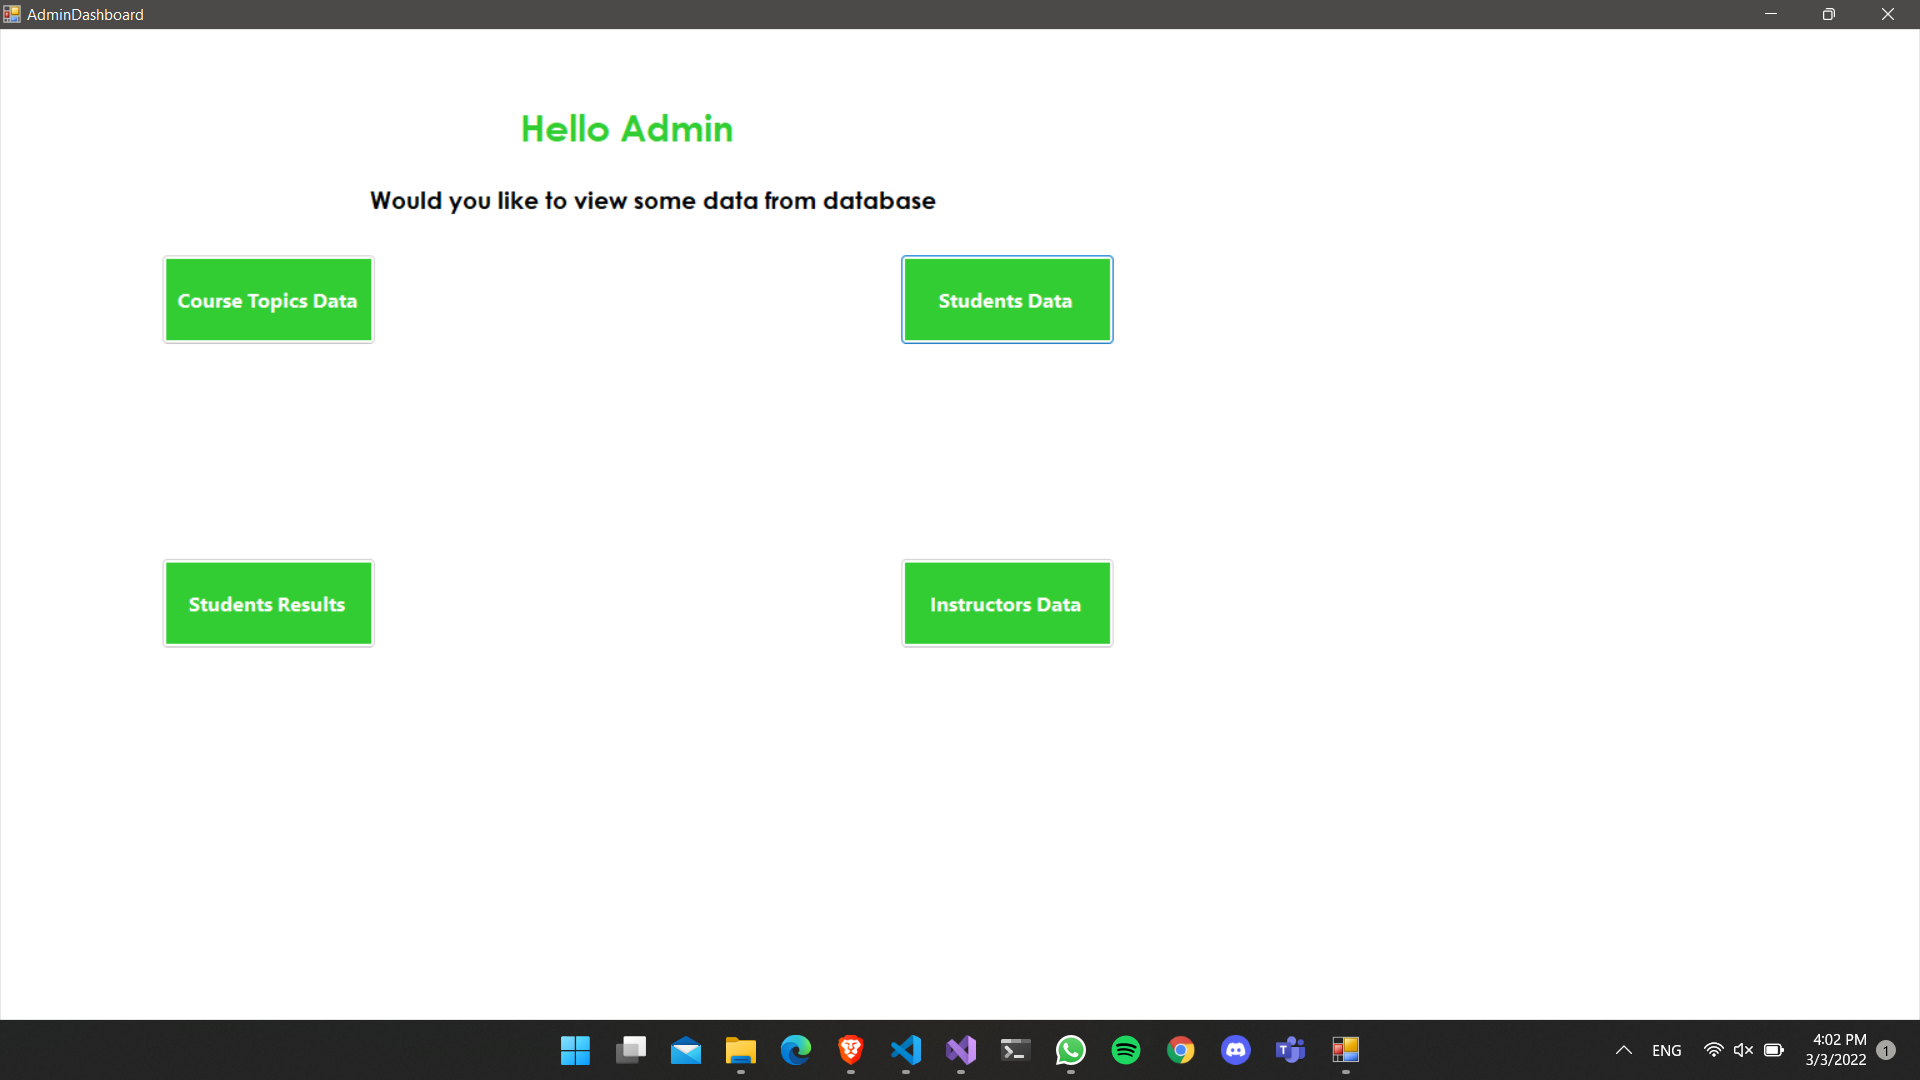 AdminDashboard
Hello Admin
Would you like to view some data from database
Course Topics Data
Students Data
Students Results
Instructors Data
ENG
4:02 PM
3/3/2022
1